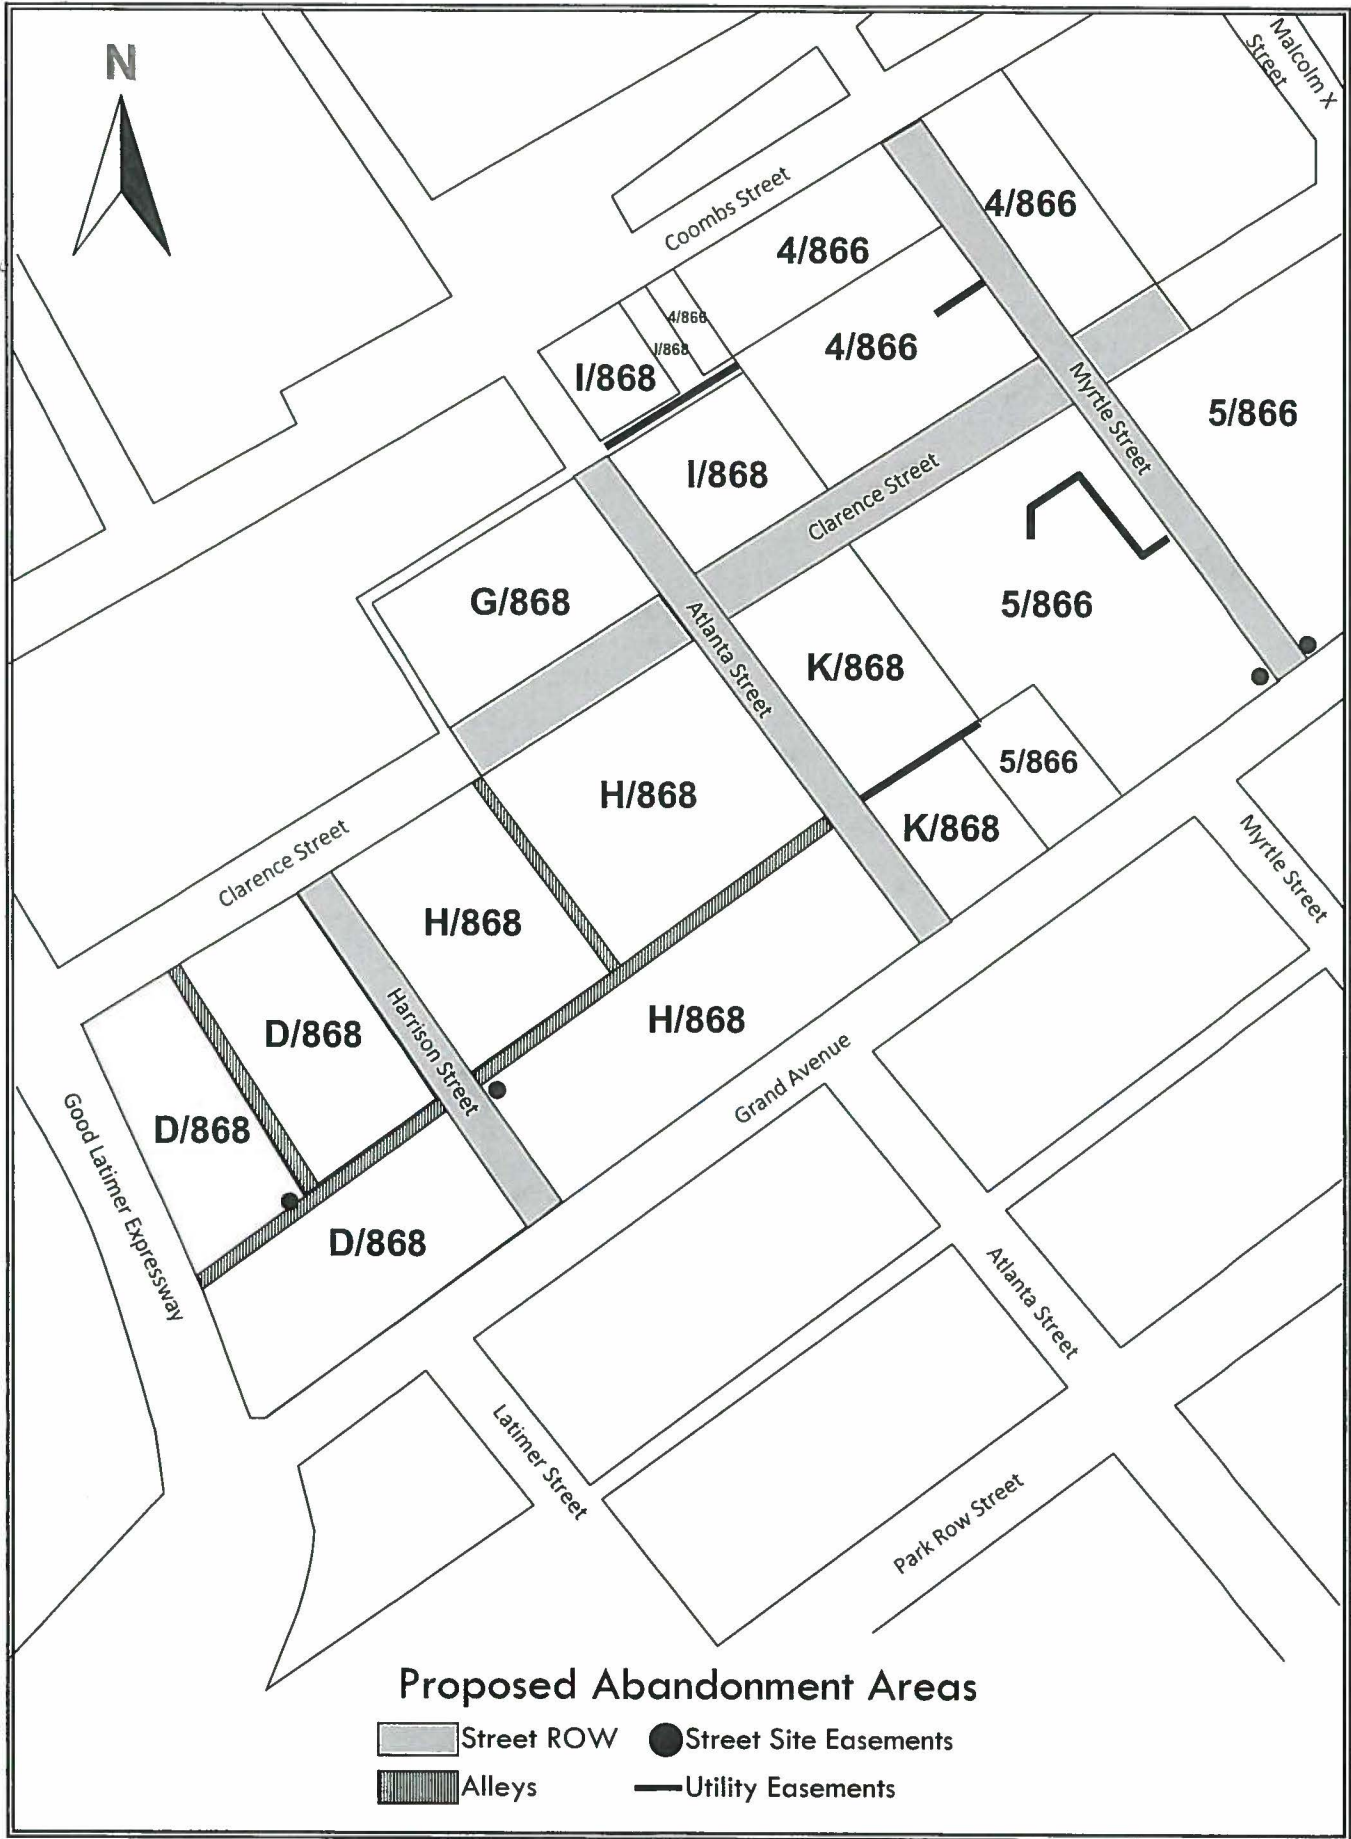 N
Malcolm X
Street
Coombs Street
4/866
4/866
4/866
I/868
I/868
4/866
Myrtle Street
5/866
I/868
Clarence Street
G/868
Atlanta Street
5/866
K/868
5/866
H/868
K/868
Clarence Street
Myrtle Street
H/868
Harrison Street
D/868
H/868
Grand Avenue
Good Latimer Expressway
D/868
D/868
Atlanta Street
Latimer Street
Park Row Street
Proposed Abandonment Areas
Street ROW
Street Site Easements
Alleys
Utility Easements